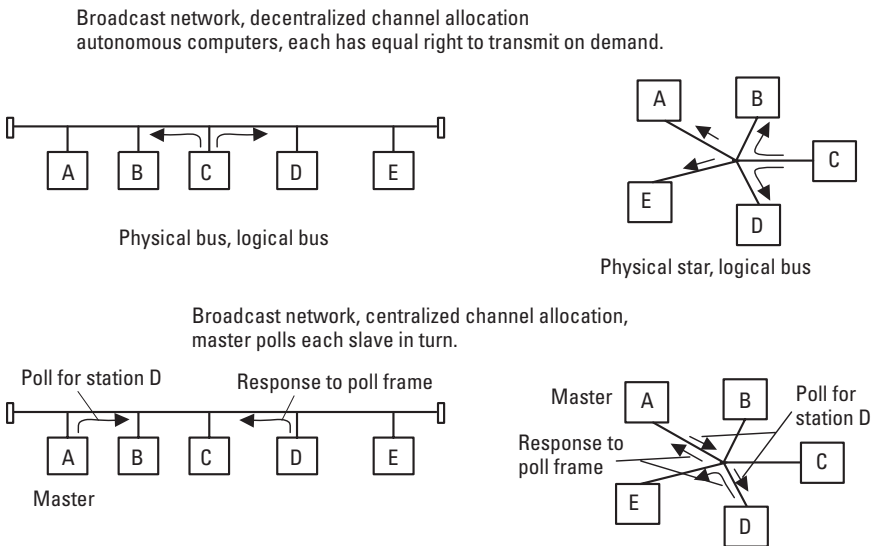 Broadcast network, decentralized channel allocation
autonomous computers, each has equal right to transmit on demand.
A
B
C
D
E
Physical bus, logical bus
A
B
C
E
D
Physical star, logical bus
Broadcast network, centralized channel allocation,
master polls each slave in turn.
Poll for station D
Response to poll frame
A
B
C
D
E
Master
Master
A
B
Poll for
station D
Response to
poll frame
C
E
D